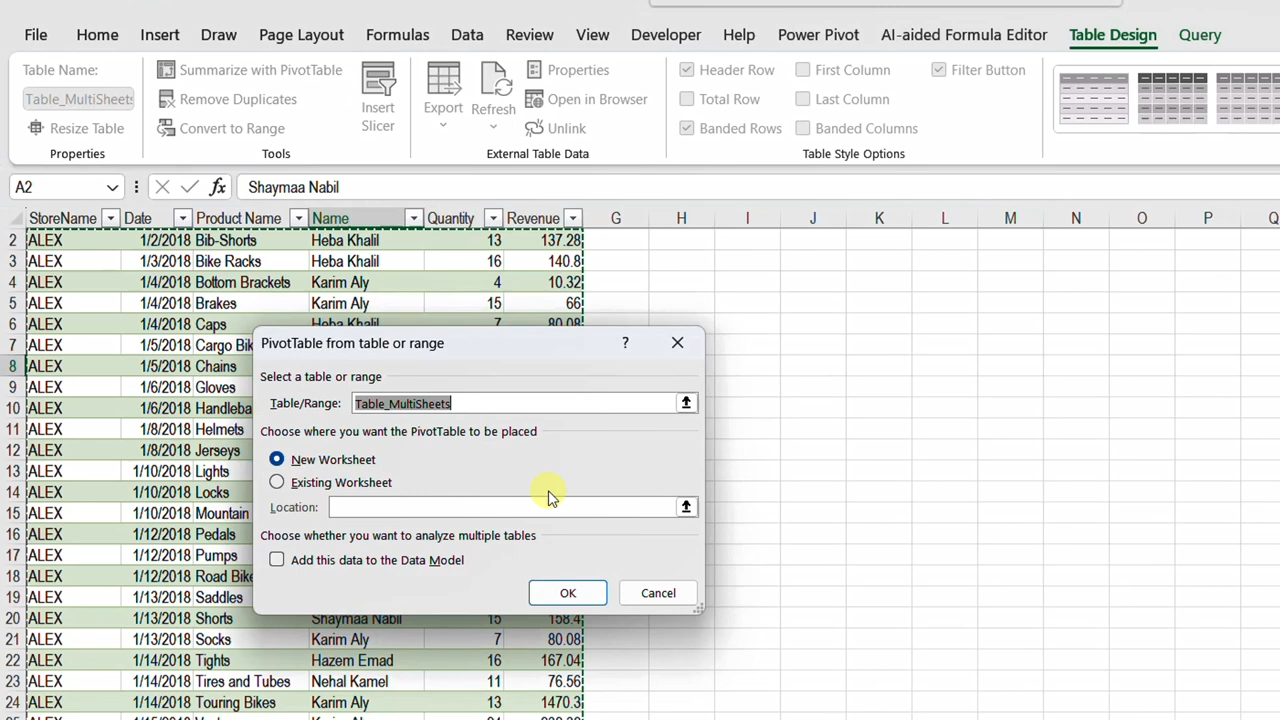 File Home Insert Draw Page Layout Formulas Data Review View Developer Help Power Pivot AI-aided Formula Editor Table Design Query
Table Name:
Table_MultiSheets
Resize Table
Properties
Summarize with PivotTable
Remove Duplicates
Convert to Range
Insert
Slicer
Tools
Export
Refresh
Properties
Open in Browser
Unlink
External Table Data
Header Row First Column Filter Button
Total Row Last Column
Banded Rows Banded Columns
Table Style Options
A2 fx Shaymaa Nabil
StoreName Date Product Name Name Quantity Revenue G H I J K L M N O P Q
2 ALEX 1/2/2018 Bib-Shorts Heba Khalil 13 137.28
3 ALEX 1/3/2018 Bike Racks Heba Khalil 16 140.8
4 ALEX 1/4/2018 Bottom Brackets Karim Aly 4 10.32
5 ALEX 1/4/2018 Brakes Karim Aly 15 66
6 ALEX 1/4/2018 Caps Heba Khalil 7 80.08
7 ALEX 1/5/2018 Cargo Bik
8 ALEX 1/5/2018 Chains
9 ALEX 1/6/2018 Gloves
10 ALEX 1/6/2018 Handleba
11 ALEX 1/8/2018 Helmets
12 ALEX 1/8/2018 Jerseys
13 ALEX 1/10/2018 Lights
14 ALEX 1/10/2018 Locks
15 ALEX 1/10/2018 Mountain
16 ALEX 1/12/2018 Pedals
17 ALEX 1/12/2018 Pumps
18 ALEX 1/12/2018 Road Bike
19 ALEX 1/13/2018 Saddles
20 ALEX 1/13/2018 Shorts Shaymaa Nabil 15 158.4
21 ALEX 1/13/2018 Socks Karim Aly 7 80.08
22 ALEX 1/14/2018 Tights Hazem Emad 16 167.04
23 ALEX 1/14/2018 Tires and Tubes Nehal Kamel 11 76.56
24 ALEX 1/14/2018 Touring Bikes Karim Aly 13 1470.3
PivotTable from table or range ?
Select a table or range
Table/Range: Table_MultiSheets
Choose where you want the PivotTable to be placed
New Worksheet
Existing Worksheet
Location:
Choose whether you want to analyze multiple tables
Add this data to the Data Model
OK Cancel